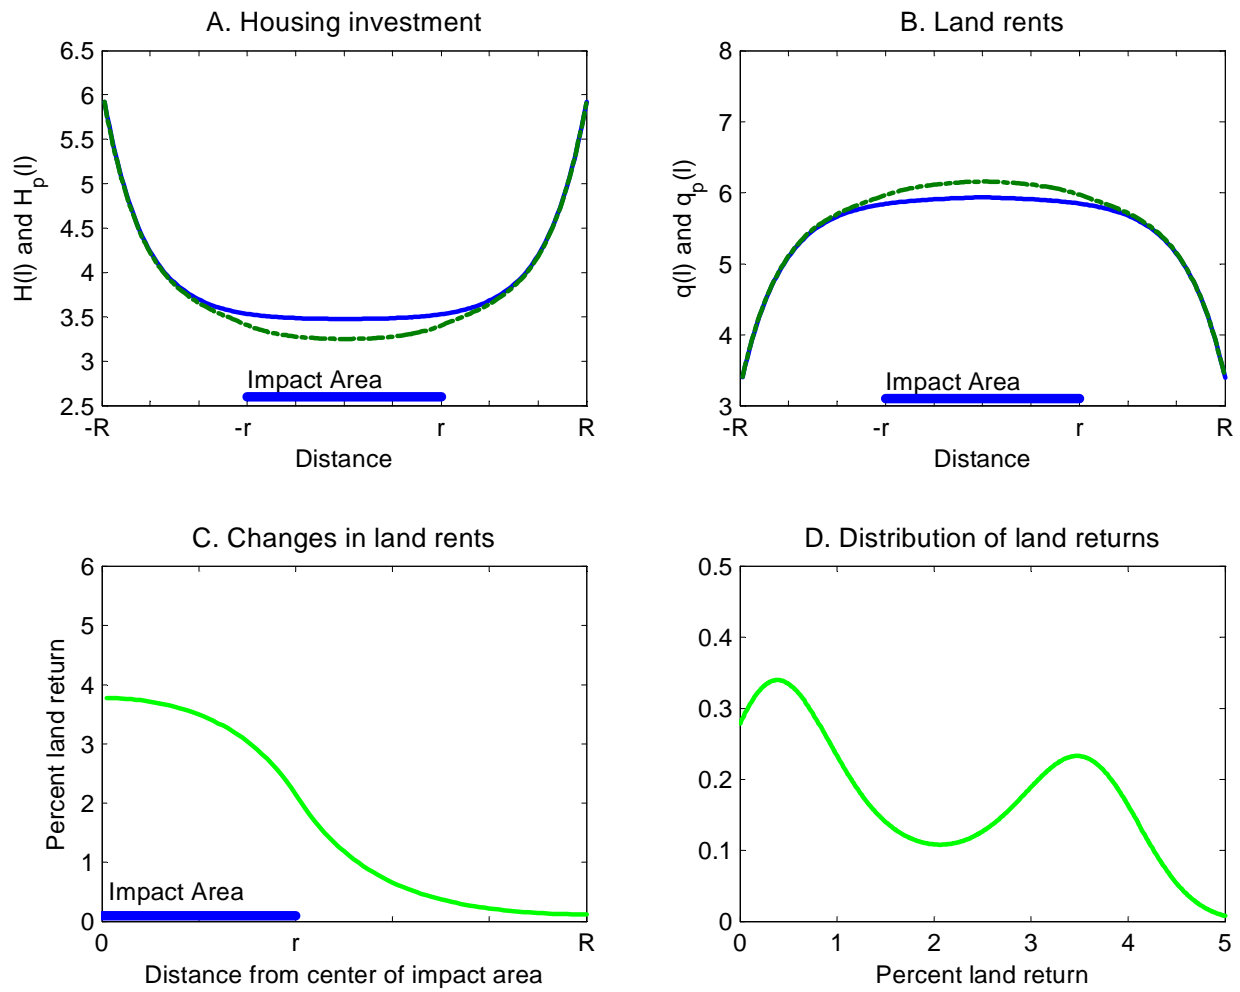 A. Housing investment
H(l) and H_p(l)
6.5
6
5.5
5
4.5
4
3.5
3
2.5
Impact Area
-R
-r
r
R
Distance
B. Land rents
q(l) and q_p(l)
8
7
6
5
4
3
Impact Area
-R
-r
r
R
Distance
C. Changes in land rents
Percent land return
6
5
4
3
2
1
0
Impact Area
0
r
R
Distance from center of impact area
D. Distribution of land returns
0.5
0.4
0.3
0.2
0.1
0
0
1
2
3
4
5
Percent land return